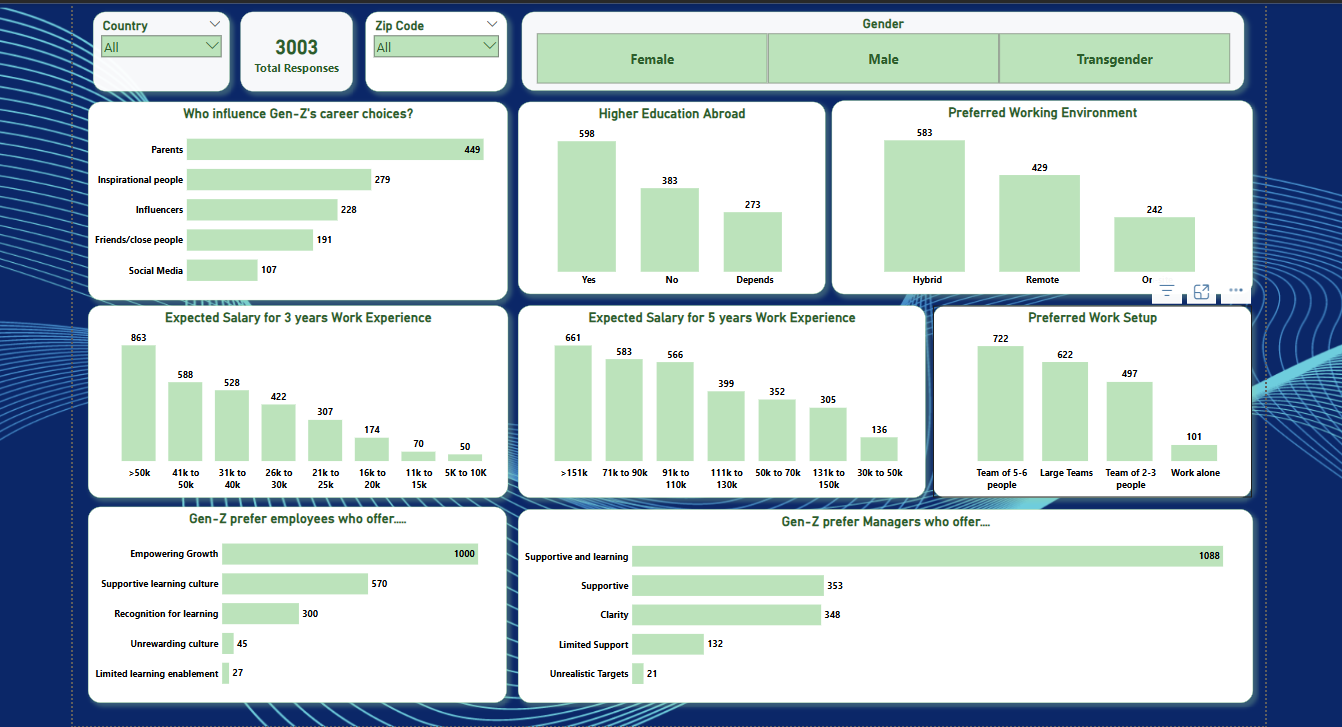 Country
All
3003
Total Responses
Zip Code
All
Gender
Female
Male
Transgender
Who influence Gen-Z's career choices?
Parents
449
Inspirational people
279
Influencers
228
Friends/close people
191
Social Media
107
Higher Education Abroad
598
383
273
Yes
No
Depends
Preferred Working Environment
583
429
242
Hybrid
Remote
Expected Salary for 3 years Work Experience
863
588
528
422
307
174
70
50
>50k
41k to
50k
31k to
40k
26k to
30k
21k to
25k
16k to
20k
11k to
15k
5K to 10K
Expected Salary for 5 years Work Experience
661
583
566
399
352
305
136
>151k
71k to 90k
91k to
110k
111k to
130k
50k to 70k
131k to
150k
30k to 50k
Preferred Work Setup
722
622
497
101
Team of 5-6
people
Large Teams
Team of 2-3
people
Work alone
Gen-Z prefer employees who offer.....
Empowering Growth
1000
Supportive learning culture
570
Recognition for learning
300
Unrewarding culture
45
Limited learning enablement
27
Gen-Z prefer Managers who offer....
Supportive and learning
1088
Supportive
353
Clarity
348
Limited Support
132
Unrealistic Targets
21